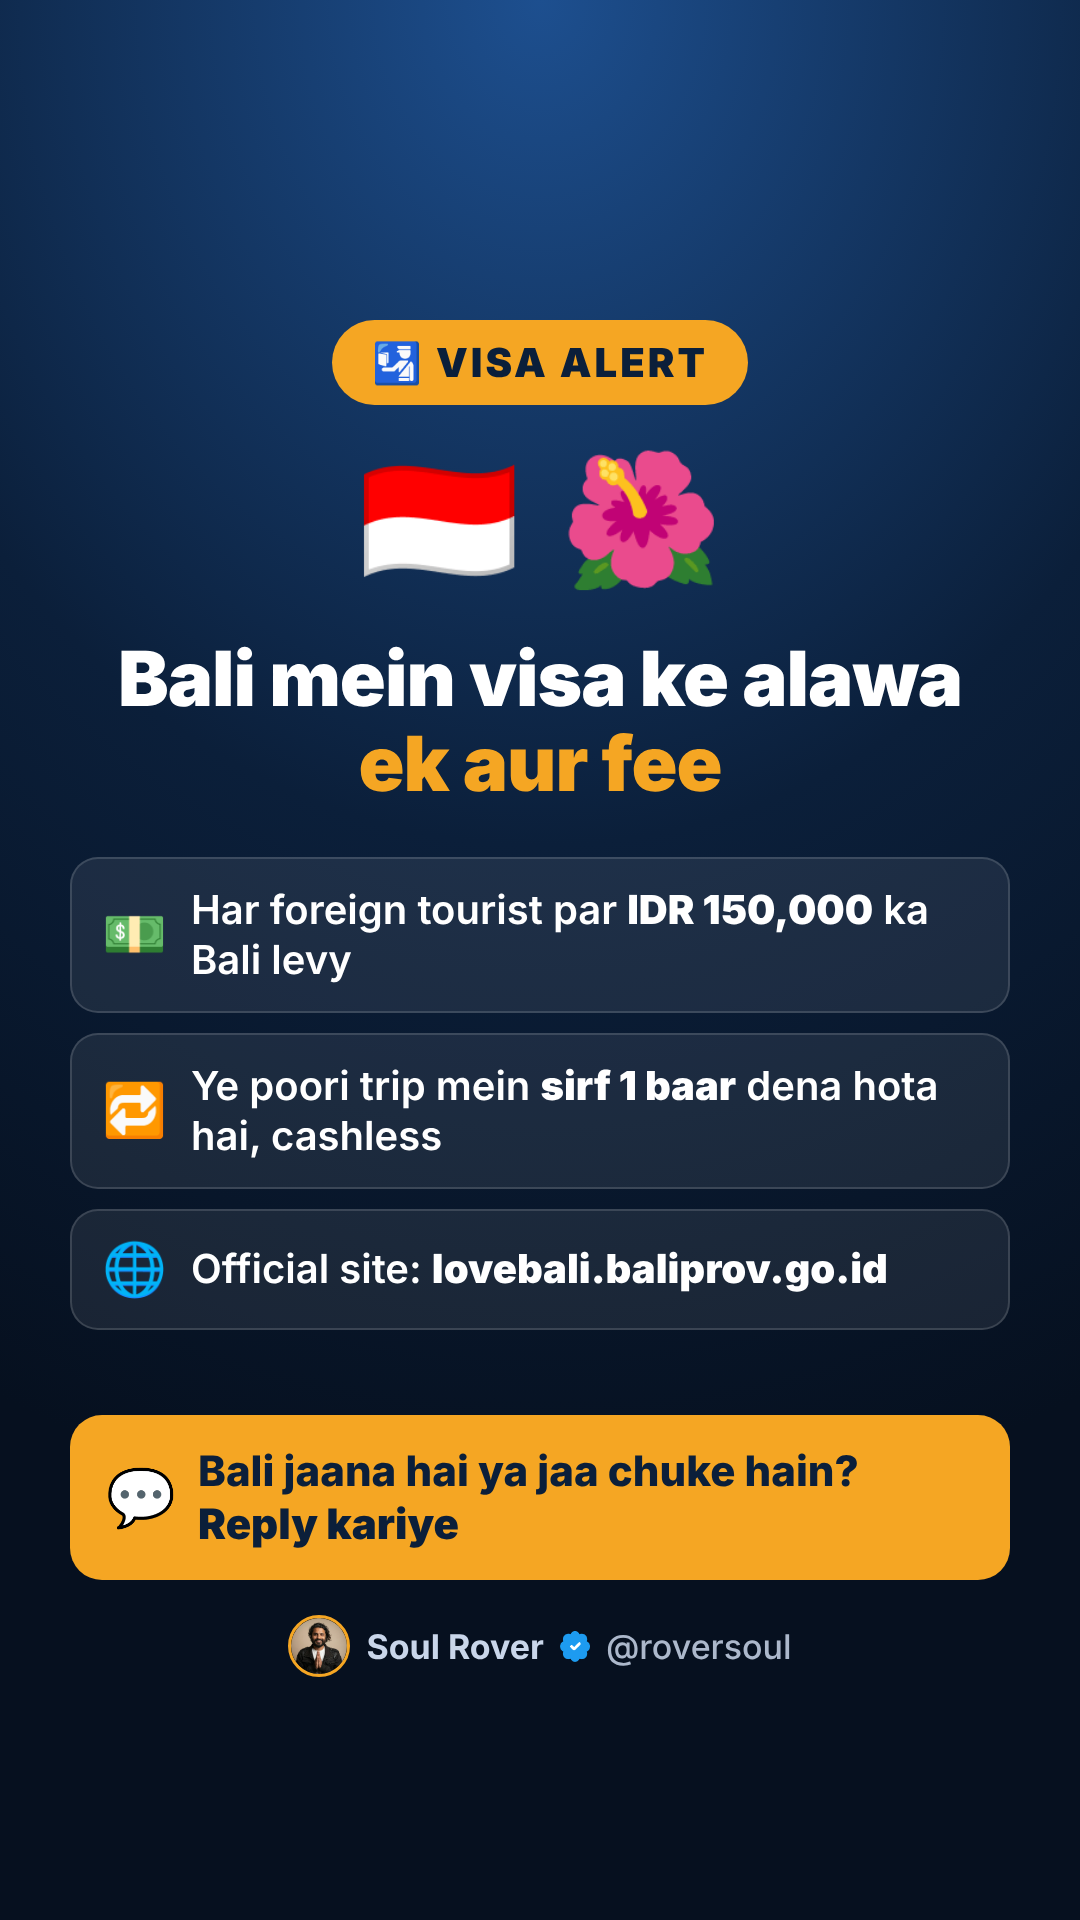 VISA ALERT
Bali mein visa ke alawa
ek aur fee
Har foreign tourist par IDR 150,000 ka
Bali levy
Ye poori trip mein sirf 1 baar dena hota
hai, cashless
Official site: lovebali.baliprov.go.id
Bali jaana hai ya jaa chuke hain?
Reply kariye
Soul Rover @roversoul